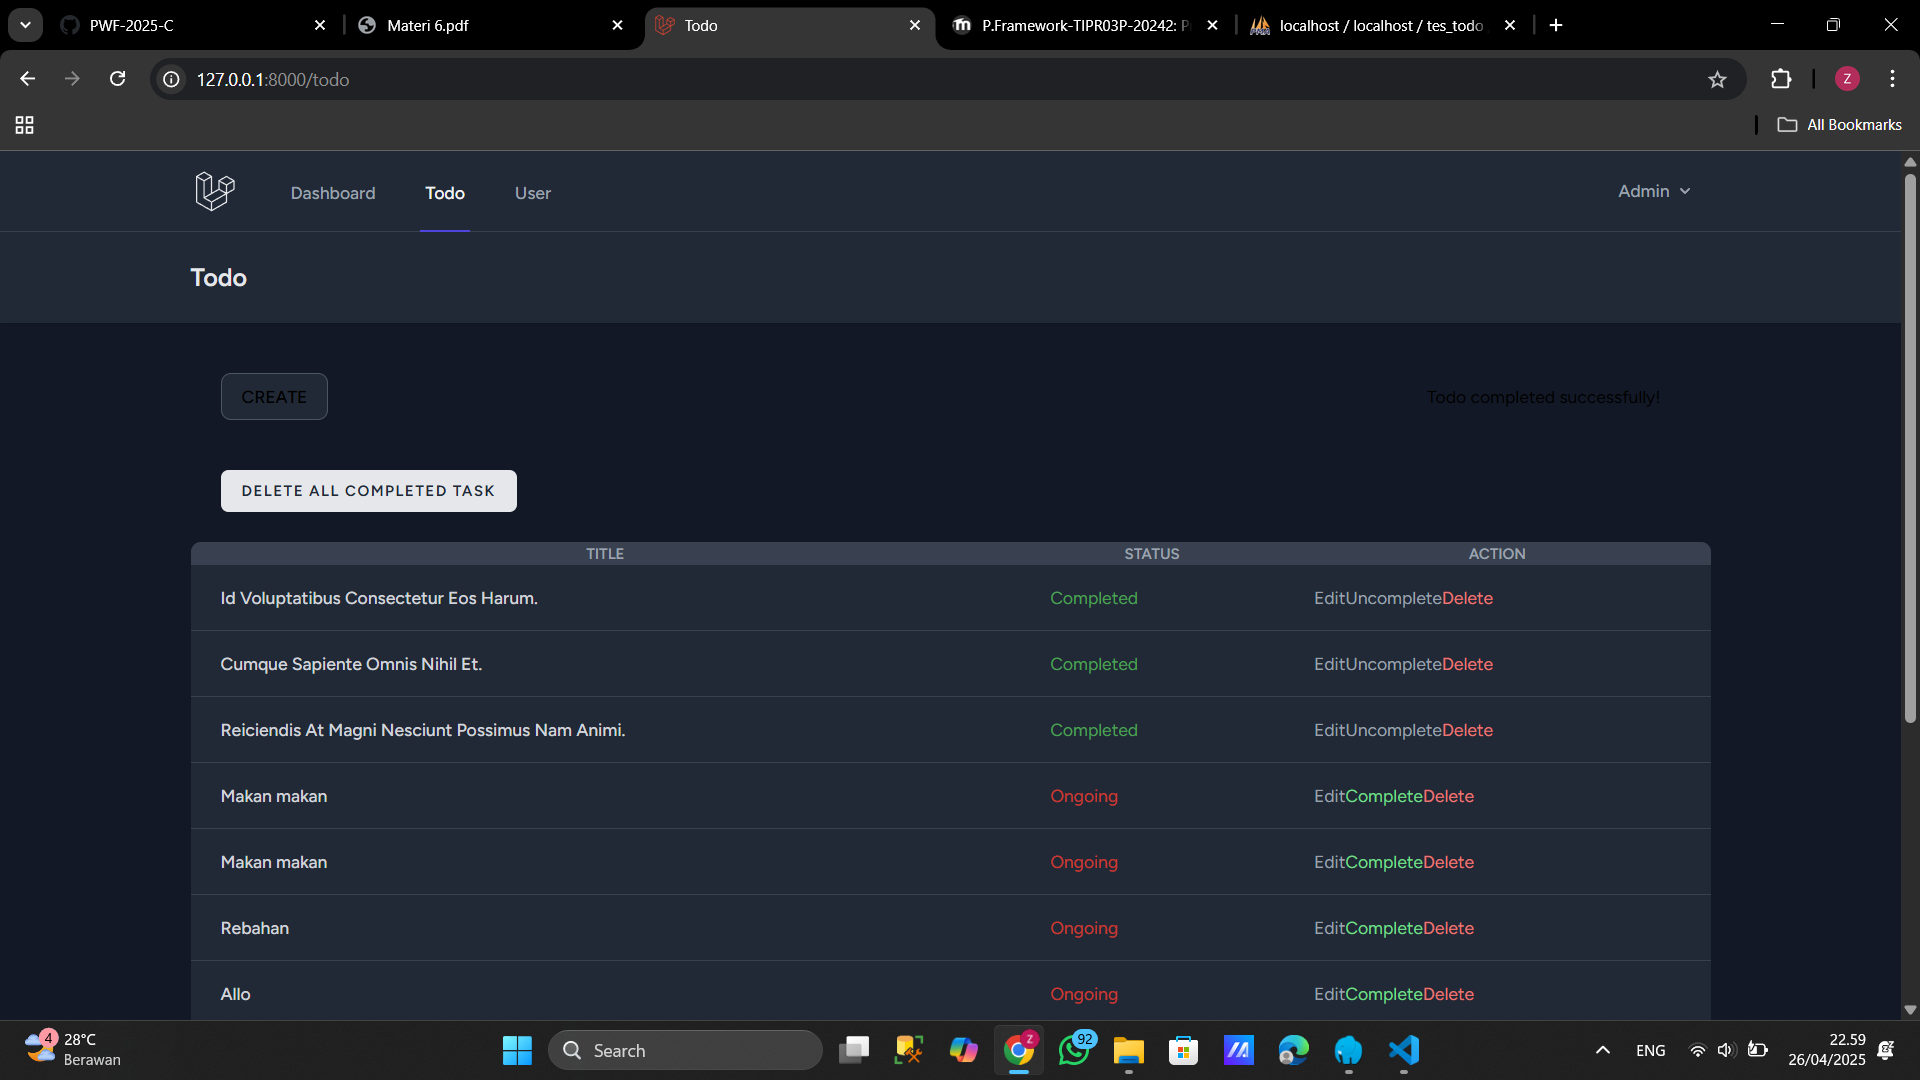 PWF-2025-C
Materi 6.pdf
Todo
P.Framework-TIPR03P-20242: P
localhost / localhost / tes_todo
127.0.0.1:8000/todo
Z
All Bookmarks
Dashboard
Todo
User
Admin
Todo
CREATE
Todo completed successfully!
DELETE ALL COMPLETED TASK
TITLE STATUS ACTION
Id Voluptatibus Consectetur Eos Harum. Completed EditUncompleteDelete
Cumque Sapiente Omnis Nihil Et. Completed EditUncompleteDelete
Reiciendis At Magni Nesciunt Possimus Nam Animi. Completed EditUncompleteDelete
Makan makan Ongoing EditCompleteDelete
Makan makan Ongoing EditCompleteDelete
Rebahan Ongoing EditCompleteDelete
Allo Ongoing EditCompleteDelete
4
28°C
Berawan
Search
Z
92
ENG
22.59
26/04/2025